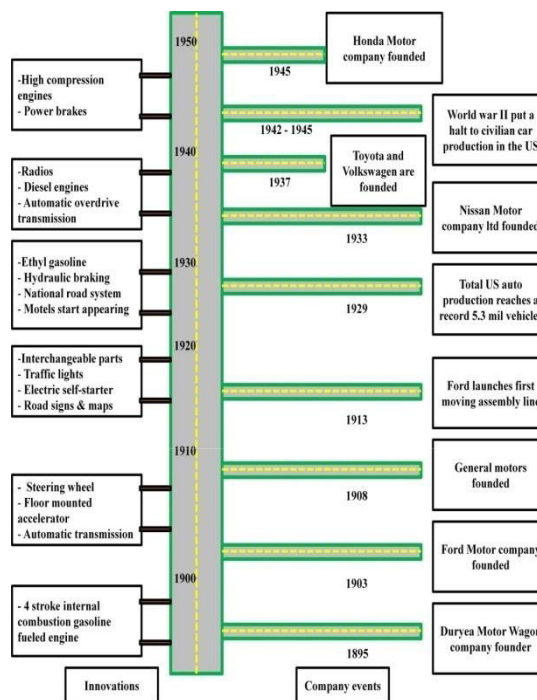 1950
1940
1930
1920
1910
1900
-High compression
engines
- Power brakes
-Radios
- Diesel engines
- Automatic overdrive
transmission
-Ethyl gasoline
- Hydraulic braking
- National road system
- Motels start appearing
-Interchangeable parts
- Traffic lights
- Electric self-starter
- Road signs & maps
- Steering wheel
- Floor mounted
accelerator
- Automatic transmission
- 4 stroke internal
combustion gasoline
fueled engine
Innovations
1945
Honda Motor
company founded
1942 - 1945
World war II put a
halt to civilian car
production in the US
1937
Toyota and
Volkswagen are
founded
1933
Nissan Motor
company ltd founded
1929
Total US auto
production reaches a
record 5.3 mil vehicle
1913
Ford launches first
moving assembly line
1908
General motors
founded
1903
Ford Motor company
founded
1895
Duryea Motor Wagon
company founder
Company events